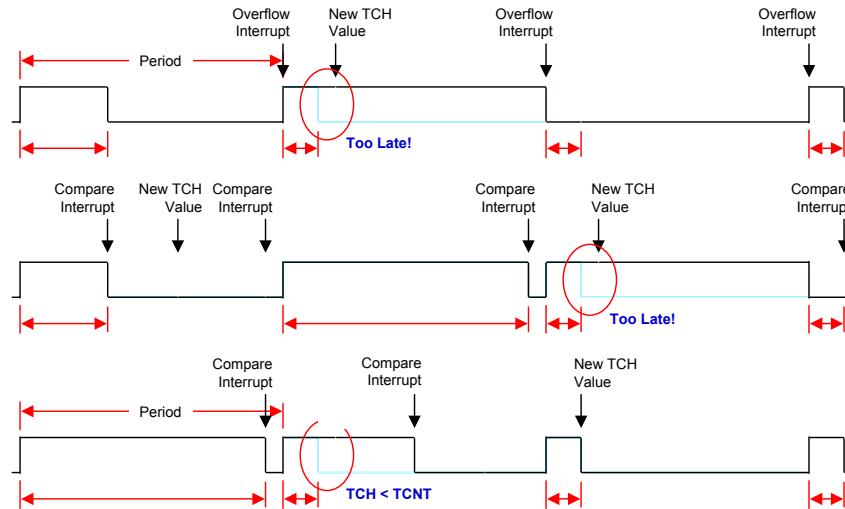 Overflow
Interrupt
New TCH
Value
Overflow
Interrupt
Overflow
Interrupt
Period
Too Late!
Compare
Interrupt
New TCH
Value
Compare
Interrupt
Compare
Interrupt
New TCH
Value
Compare
Interrup
Too Late!
Compare
Interrupt
Compare
Interrupt
New TCH
Value
Period
TCH < TCNT